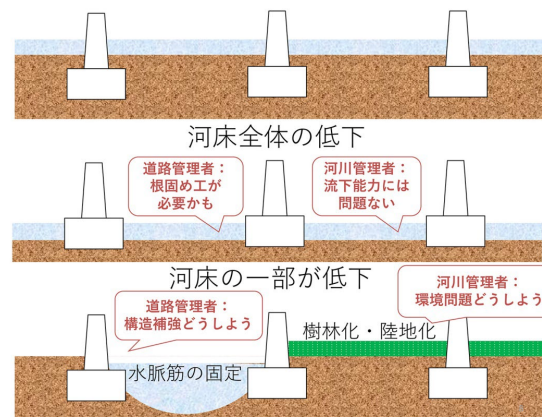 河床全体の低下
道路管理者：
根固め工が
必要かも
河川管理者：
流下能力には
問題ない
河床の一部が低下
道路管理者：
構造補強どうしよう
河川管理者：
環境問題どうしよう
樹林化・陸地化
水脈筋の固定